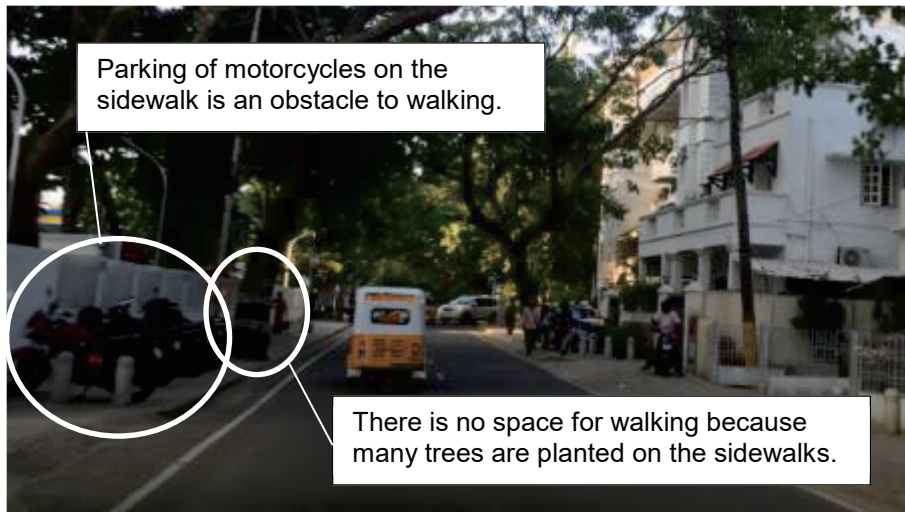 Parking of motorcycles on the
sidewalk is an obstacle to walking.
There is no space for walking because
many trees are planted on the sidewalks.